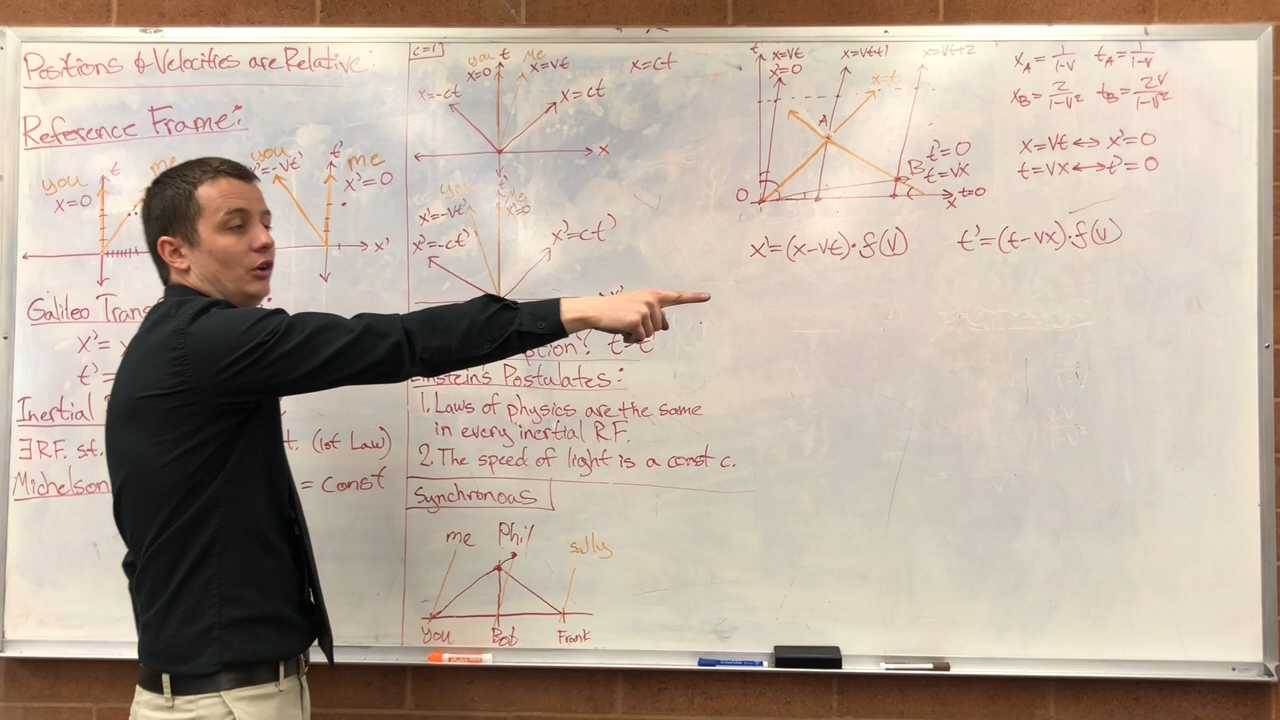 Positions & Velocities are Relative:
Reference Frame:
you
x=0
t
me
you
x'=-vt'
t'
me
x'=0
x'
Galileo Trans
x'=
t'=
Inertial
∃R.F. st.
t. (1st Law)
Michelson
= const
c=1
you
x=0
t
Me
x=vt
x=ct
x=-ct
x=ct
x
x'=-vt'
Me
x'=0
x'=-ct'
x'=ct'
Einstein's Postulates:
1. Laws of physics are the same
in every inertial R.F.
2. The speed of light is a const c.
Synchronous
me
Phil
sally
you
Bob
Frank
t
x=vt
x'=0
x=vt+1
x=vt+2
x=t
A
B
t'=0
t=vx
O
x
t=0
x_A=1/1-v t_A=1/1-v
x_B=2/1-v² t_B=2v/1-v²
x=vt↔x'=0
t=vx↔t'=0
x'=(x-vt)·f(v)
t'=(t-vx)·f(v)